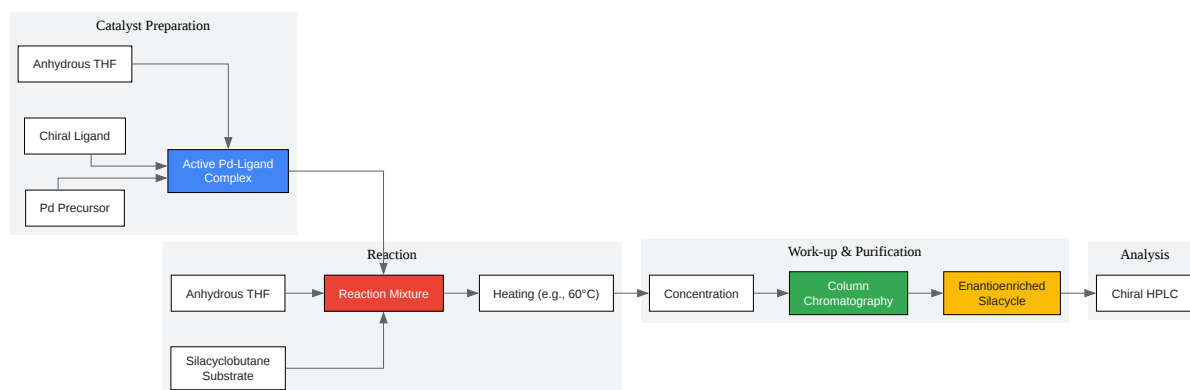 Catalyst Preparation
Anhydrous THF
Chiral Ligand
Active Pd-Ligand
Complex
Pd Precursor
Reaction
Anhydrous THF
Reaction Mixture
Heating (e.g., 60°C)
Silacyclobutane
Substrate
Work-up & Purification
Concentration
Column
Chromatography
Enantioenriched
Silacycle
Analysis
Chiral HPLC